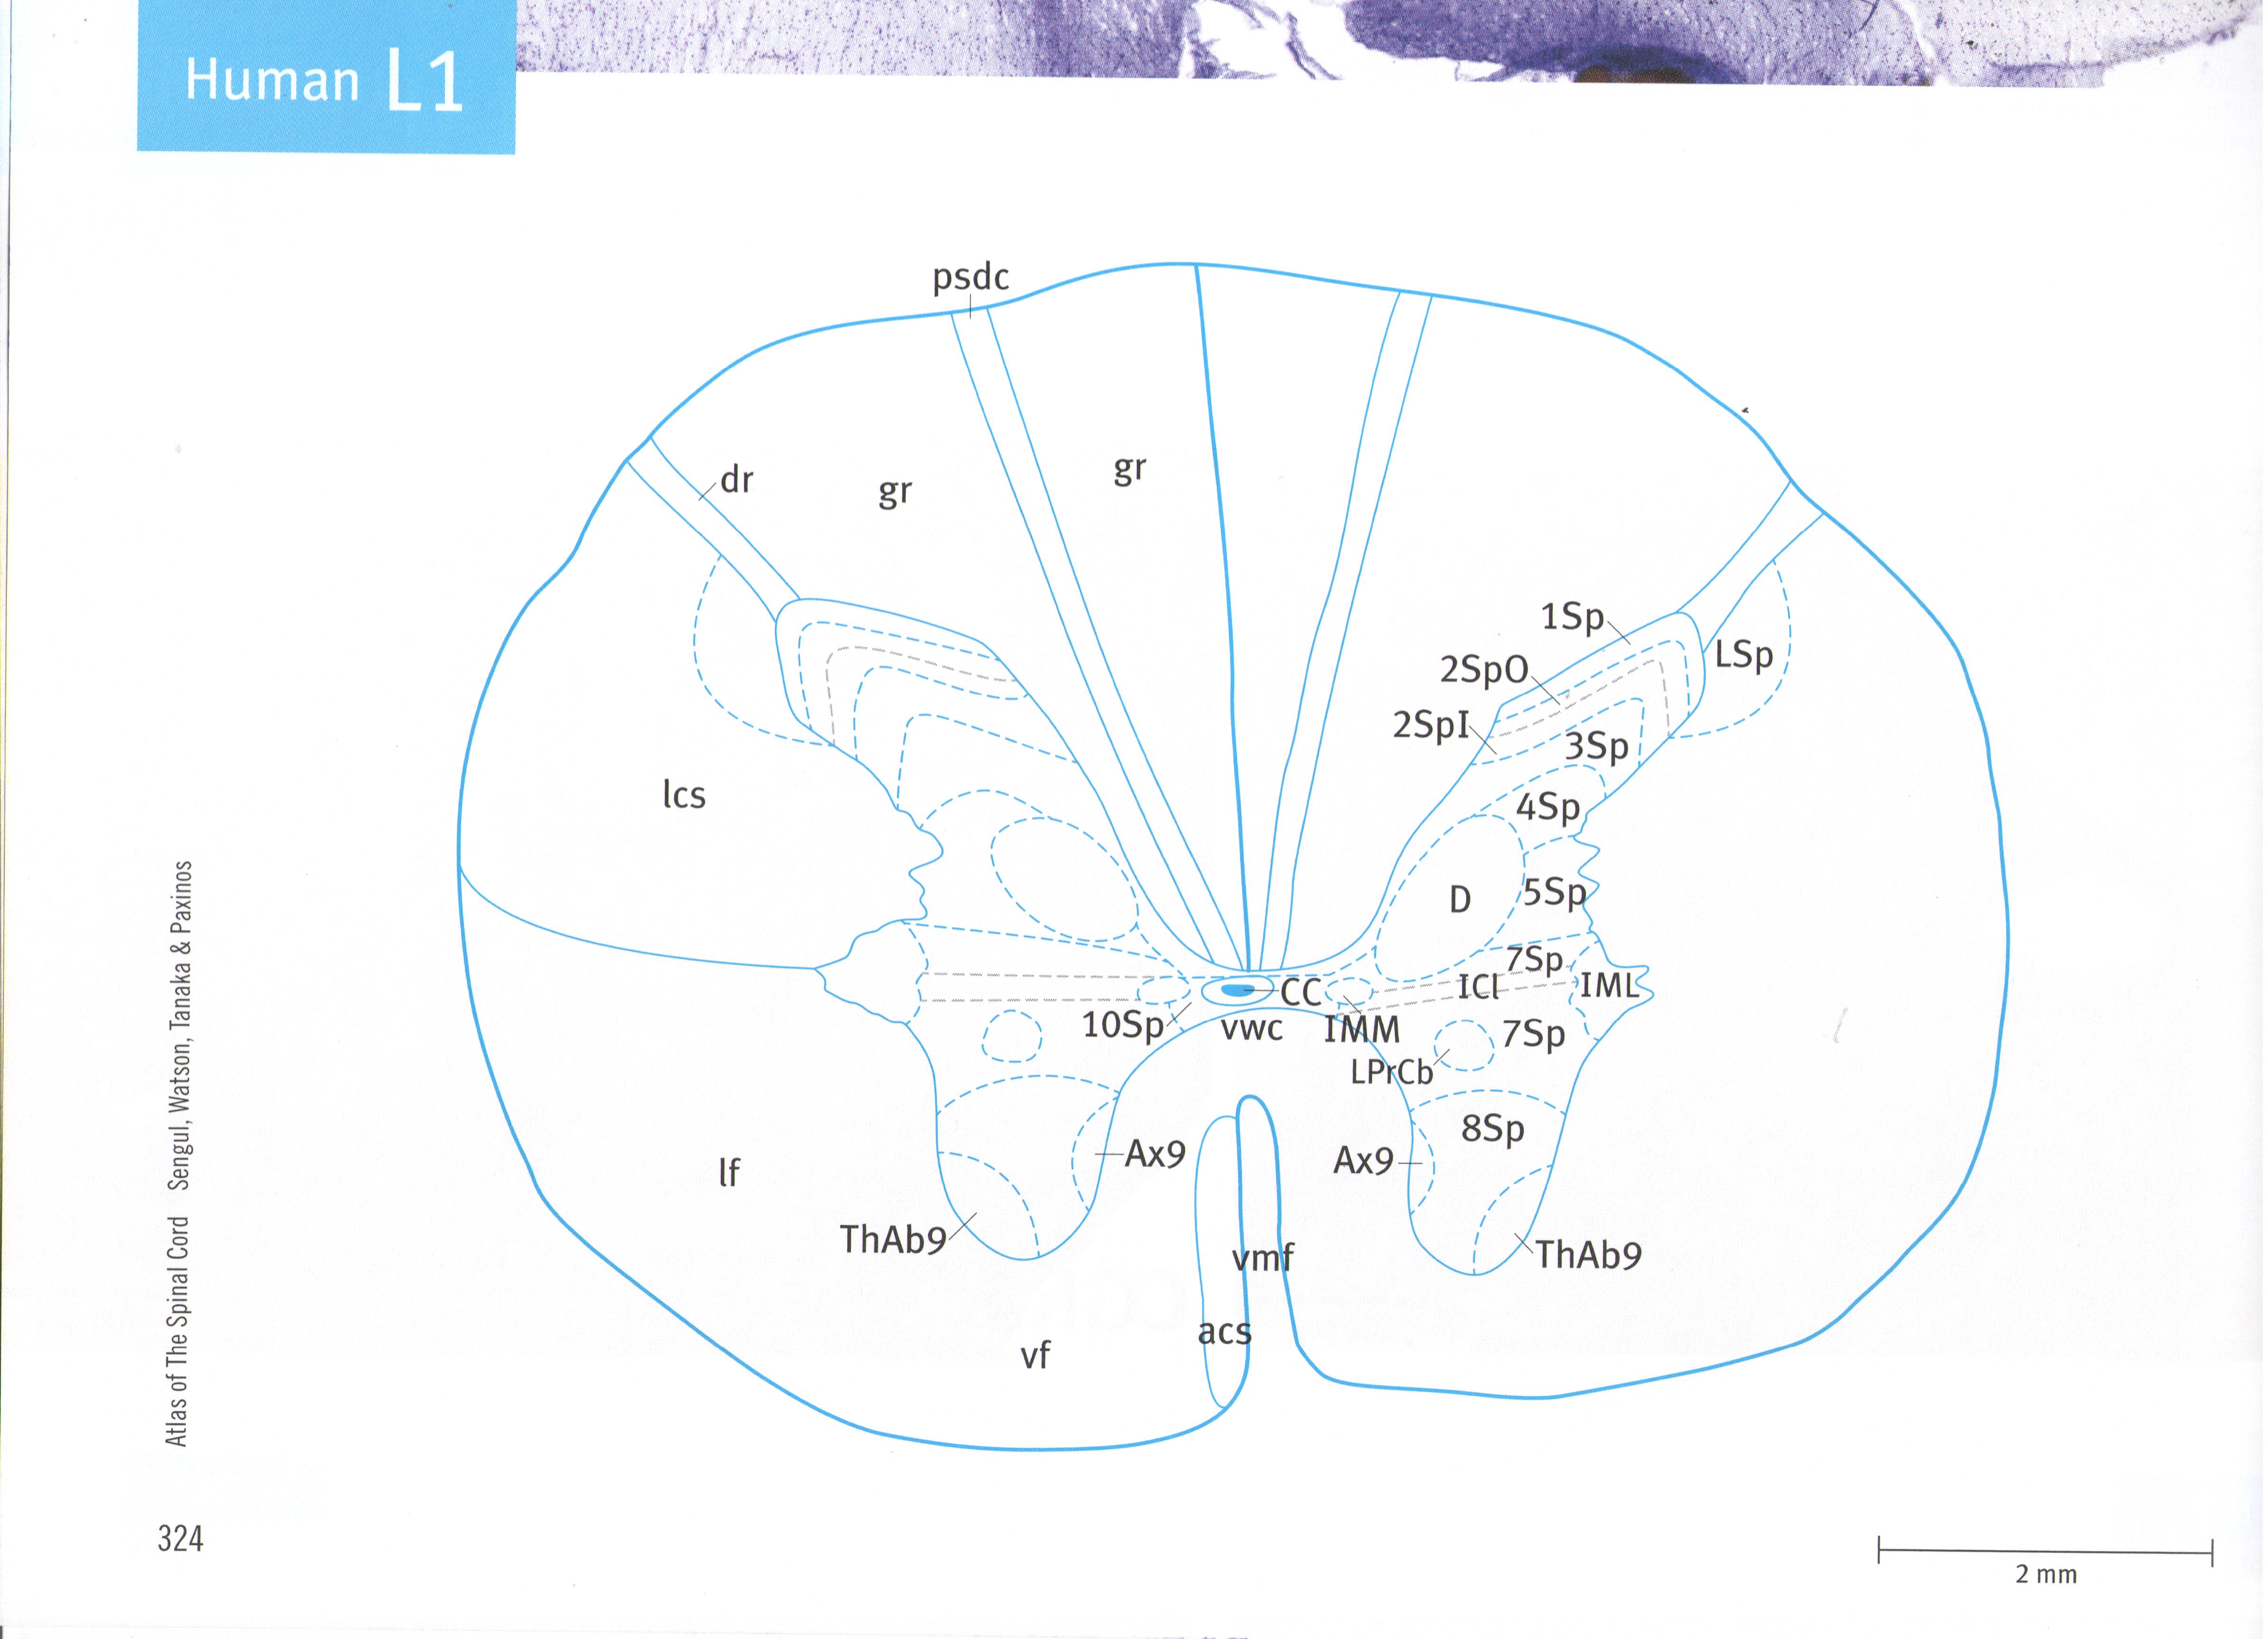 Human L1
psdc
dr
gr
gr
1Sp
LSp
2SpO
2SpI
3Sp
lcs
4Sp
D
5Sp
7Sp
ICl
IML
CC
10Sp
vwc
IMM
7Sp
LPrCb
8Sp
Ax9
Ax9
lf
ThAb9
ThAb9
vmf
acs
vf
Atlas of The Spinal Cord Sengul, Watson, Tanaka & Paxinos
324
2 mm